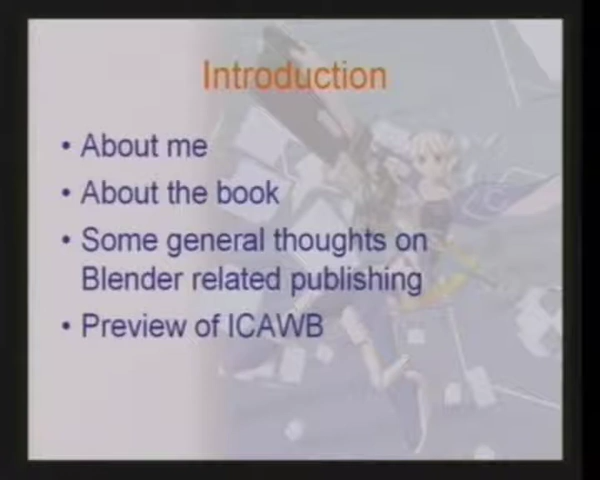 Introduction
• About me
• About the book
• Some general thoughts on
Blender related publishing
• Preview of ICAWB